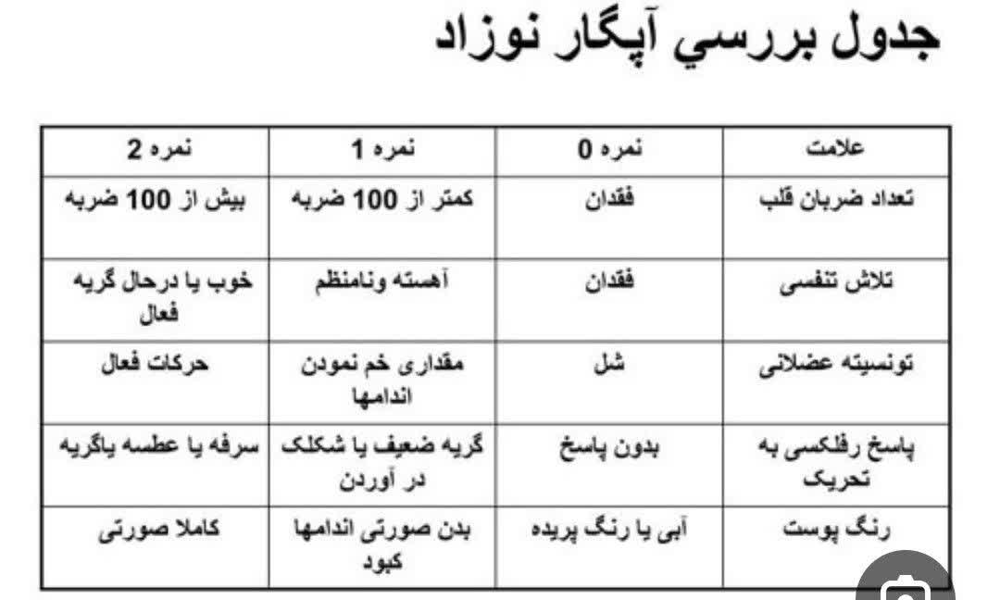 جدول بررسي آپگار نوزاد
علامت نمره 0 نمره 1 نمره 2
تعداد ضربان قلب فقدان کمتر از 100 ضربه بیش از 100 ضربه
تلاش تنفسی فقدان آهسته ونامنظم خوب یا درحال گریه
فعال
تونسیته عضلانی شل مقداری خم نمودن حرکات فعال
اندامها
پاسخ رفلکسی به بدون پاسخ گریه ضعیف یا شکلک سرفه یا عطسه یاگریه
تحریک در آوردن
رنگ پوست آبی یا رنگ پریده بدن صورتی اندامها کاملا صورتی
کبود